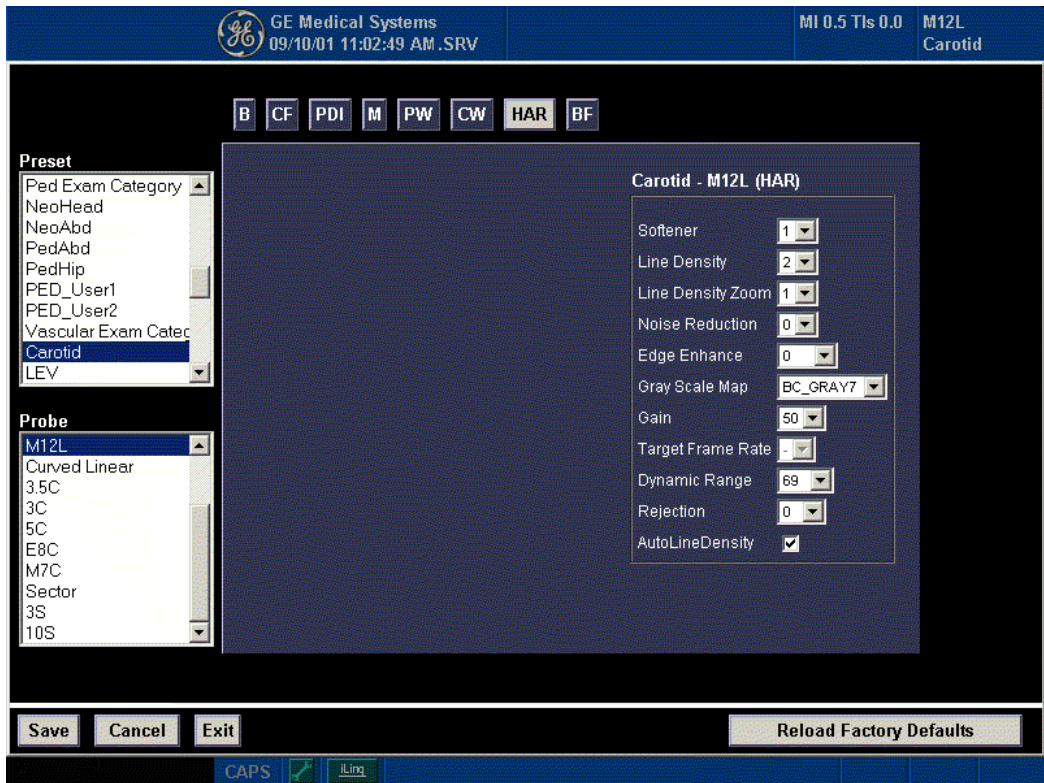 GE Medical Systems
09/10/01 11:02:49 AM.SRV
MI 0.5 TIs 0.0
M12L
Carotid
B CF PDI M PW CW HAR BF
Preset
Ped Exam Category
NeoHead
NeoAbd
PedAbd
PedHip
PED_User1
PED_User2
Vascular Exam Categ
Carotid
LEV
Probe
M12L
Curved Linear
3.5C
3C
5C
E8C
M7C
Sector
3S
10S
Carotid - M12L (HAR)
Softener 1
Line Density 2
Line Density Zoom 1
Noise Reduction 0
Edge Enhance 0
Gray Scale Map BC_GRAY7
Gain 50
Target Frame Rate -
Dynamic Range 69
Rejection 0
AutoLineDensity
Save Cancel Exit Reload Factory Defaults
CAPS iLinq